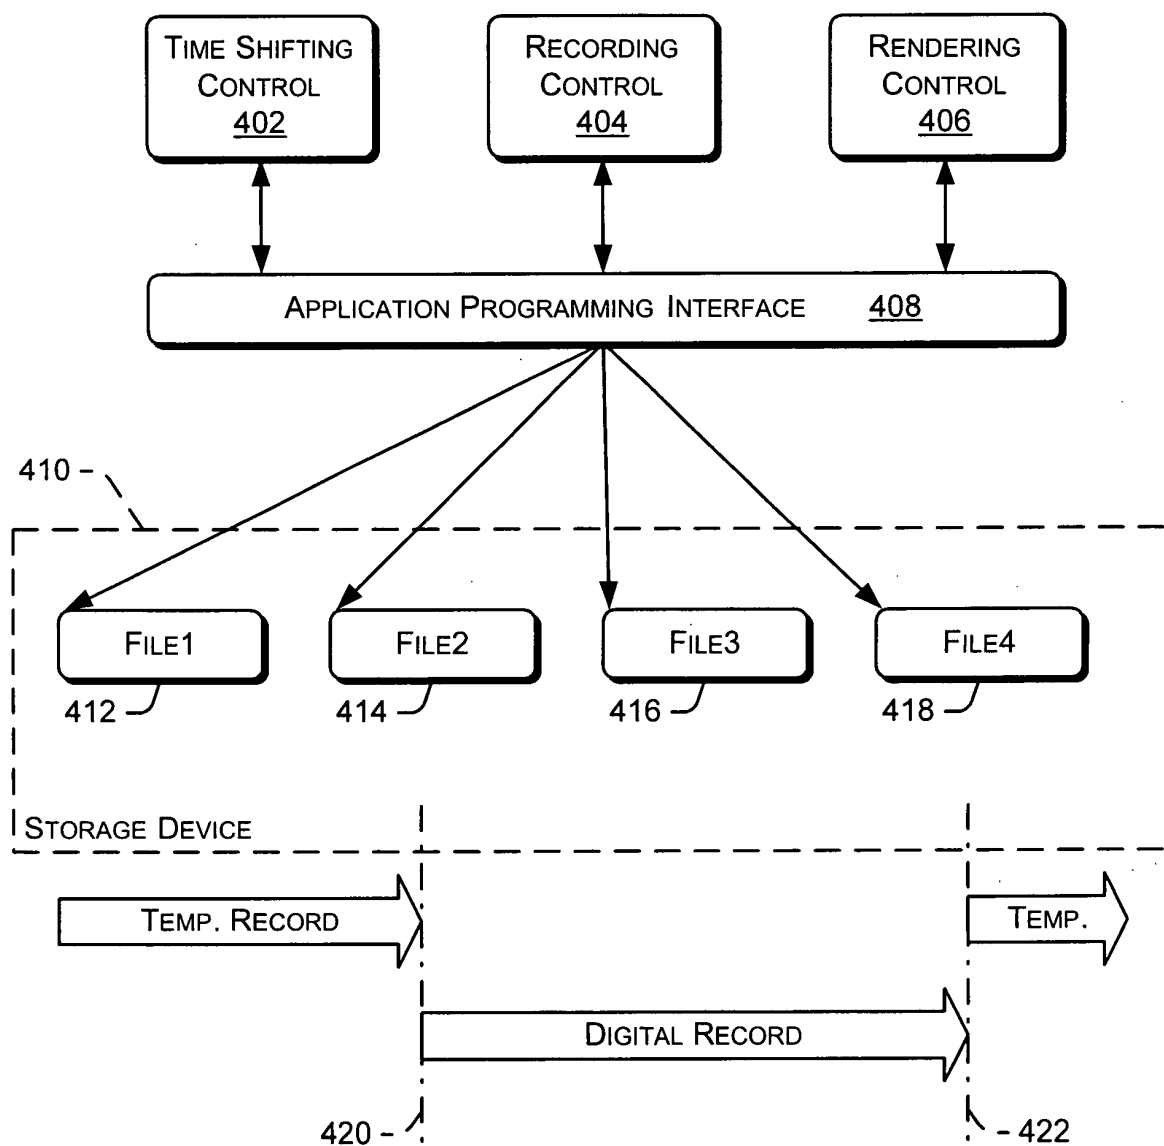 TIME SHIFTING
CONTROL
402
RECORDING
CONTROL
404
RENDERING
CONTROL
406
APPLICATION PROGRAMMING INTERFACE 408
410
FILE1
FILE2
FILE3
FILE4
412
414
416
418
STORAGE DEVICE
TEMP. RECORD
TEMP.
DIGITAL RECORD
420
422